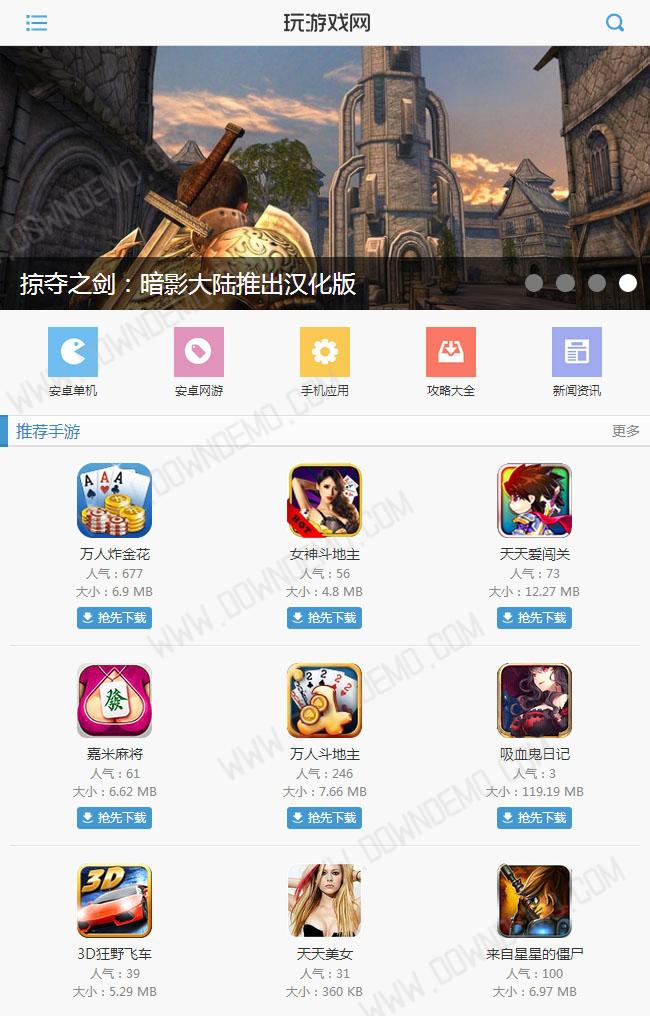 玩游戏网
掠夺之剑：暗影大陆推出汉化版
安卓单机 安卓网游 手机应用 攻略大全 新闻资讯
推荐手游 更多
A A A
HOT
万人炸金花 女神斗地主 天天爱闯关
人气：677 人气：56 人气：73
大小：6.9 MB 大小：4.8 MB 大小：12.27 MB
抢先下载 抢先下载 抢先下载
發
2 2 2 2
嘉米麻将 万人斗地主 吸血鬼日记
人气：61 人气：246 人气：3
大小：6.62 MB 大小：7.66 MB 大小：119.19 MB
抢先下载 抢先下载 抢先下载
3D
3D狂野飞车 天天美女 来自星星的僵尸
人气：39 人气：31 人气：100
大小：5.29 MB 大小：360 KB 大小：6.97 MB
WWW.DOWNDEMO.COM
WWW.DOWNDEMO.COM
WWW.DOWNDEMO.COM
WWW.DOWNDEMO.COM